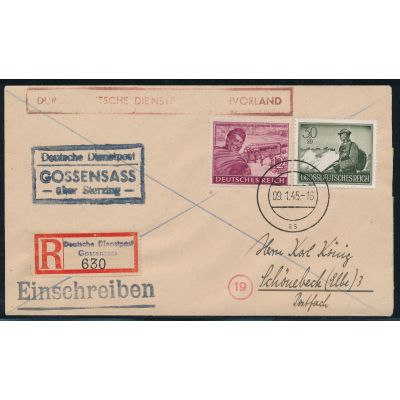 DEUTSCHE DIENST
VORLAND
Deutsche Dienstpost
GOSSENSASS
- über Sterzing -
DEUTSCHES REICH
30
GROSSDEUTSCHES REICH
09.1.45-16
R
Deutsche Dienstpost
Gossensass
630
Einschreiben
19
Herrn Karl König
Schönebeck (Elbe) 3
Postfach